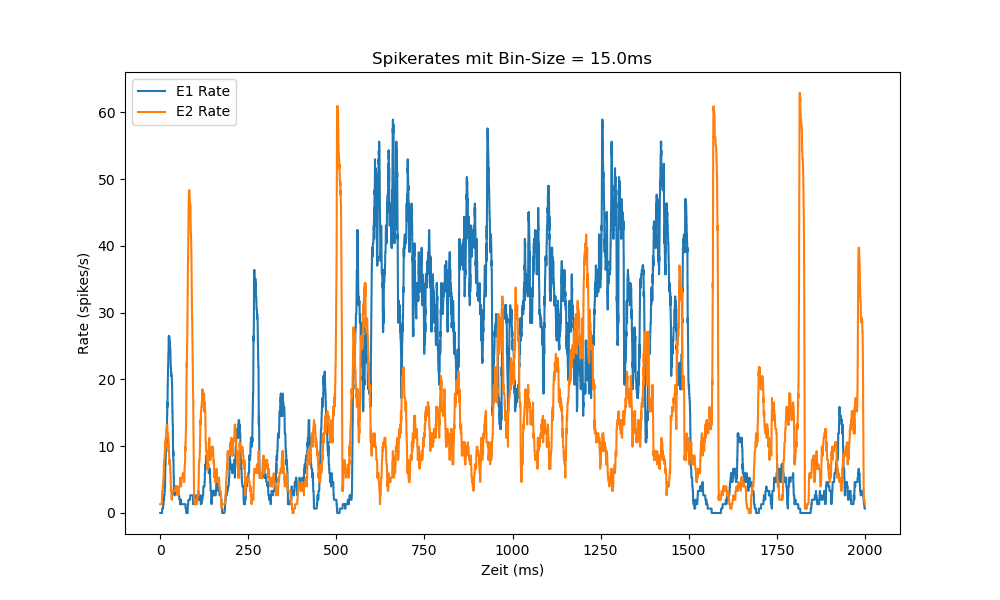 Spikerates mit Bin-Size = 15.0ms
E1 Rate
E2 Rate
60
50
40
30
20
10
0
Rate (spikes/s)
0 250 500 750 1000 1250 1500 1750 2000
Zeit (ms)